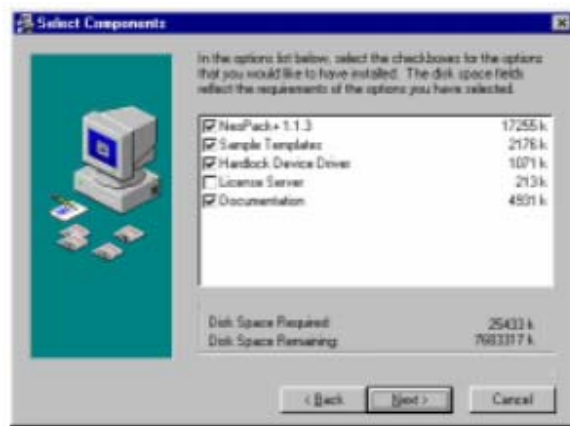 Select Components
In the options list below, select the checkboxes for the options
that you would like to have installed. The disk space fields
reflect the requirements of the options you have selected.
NeoPack+ 1.1.3 17255 k
Sample Templates 2176 k
Hardlock Device Driver 1071 k
License Server 213 k
Documentation 4931 k
Disk Space Required: 25433 k
Disk Space Remaining: 7683317 k
< Back Next > Cancel